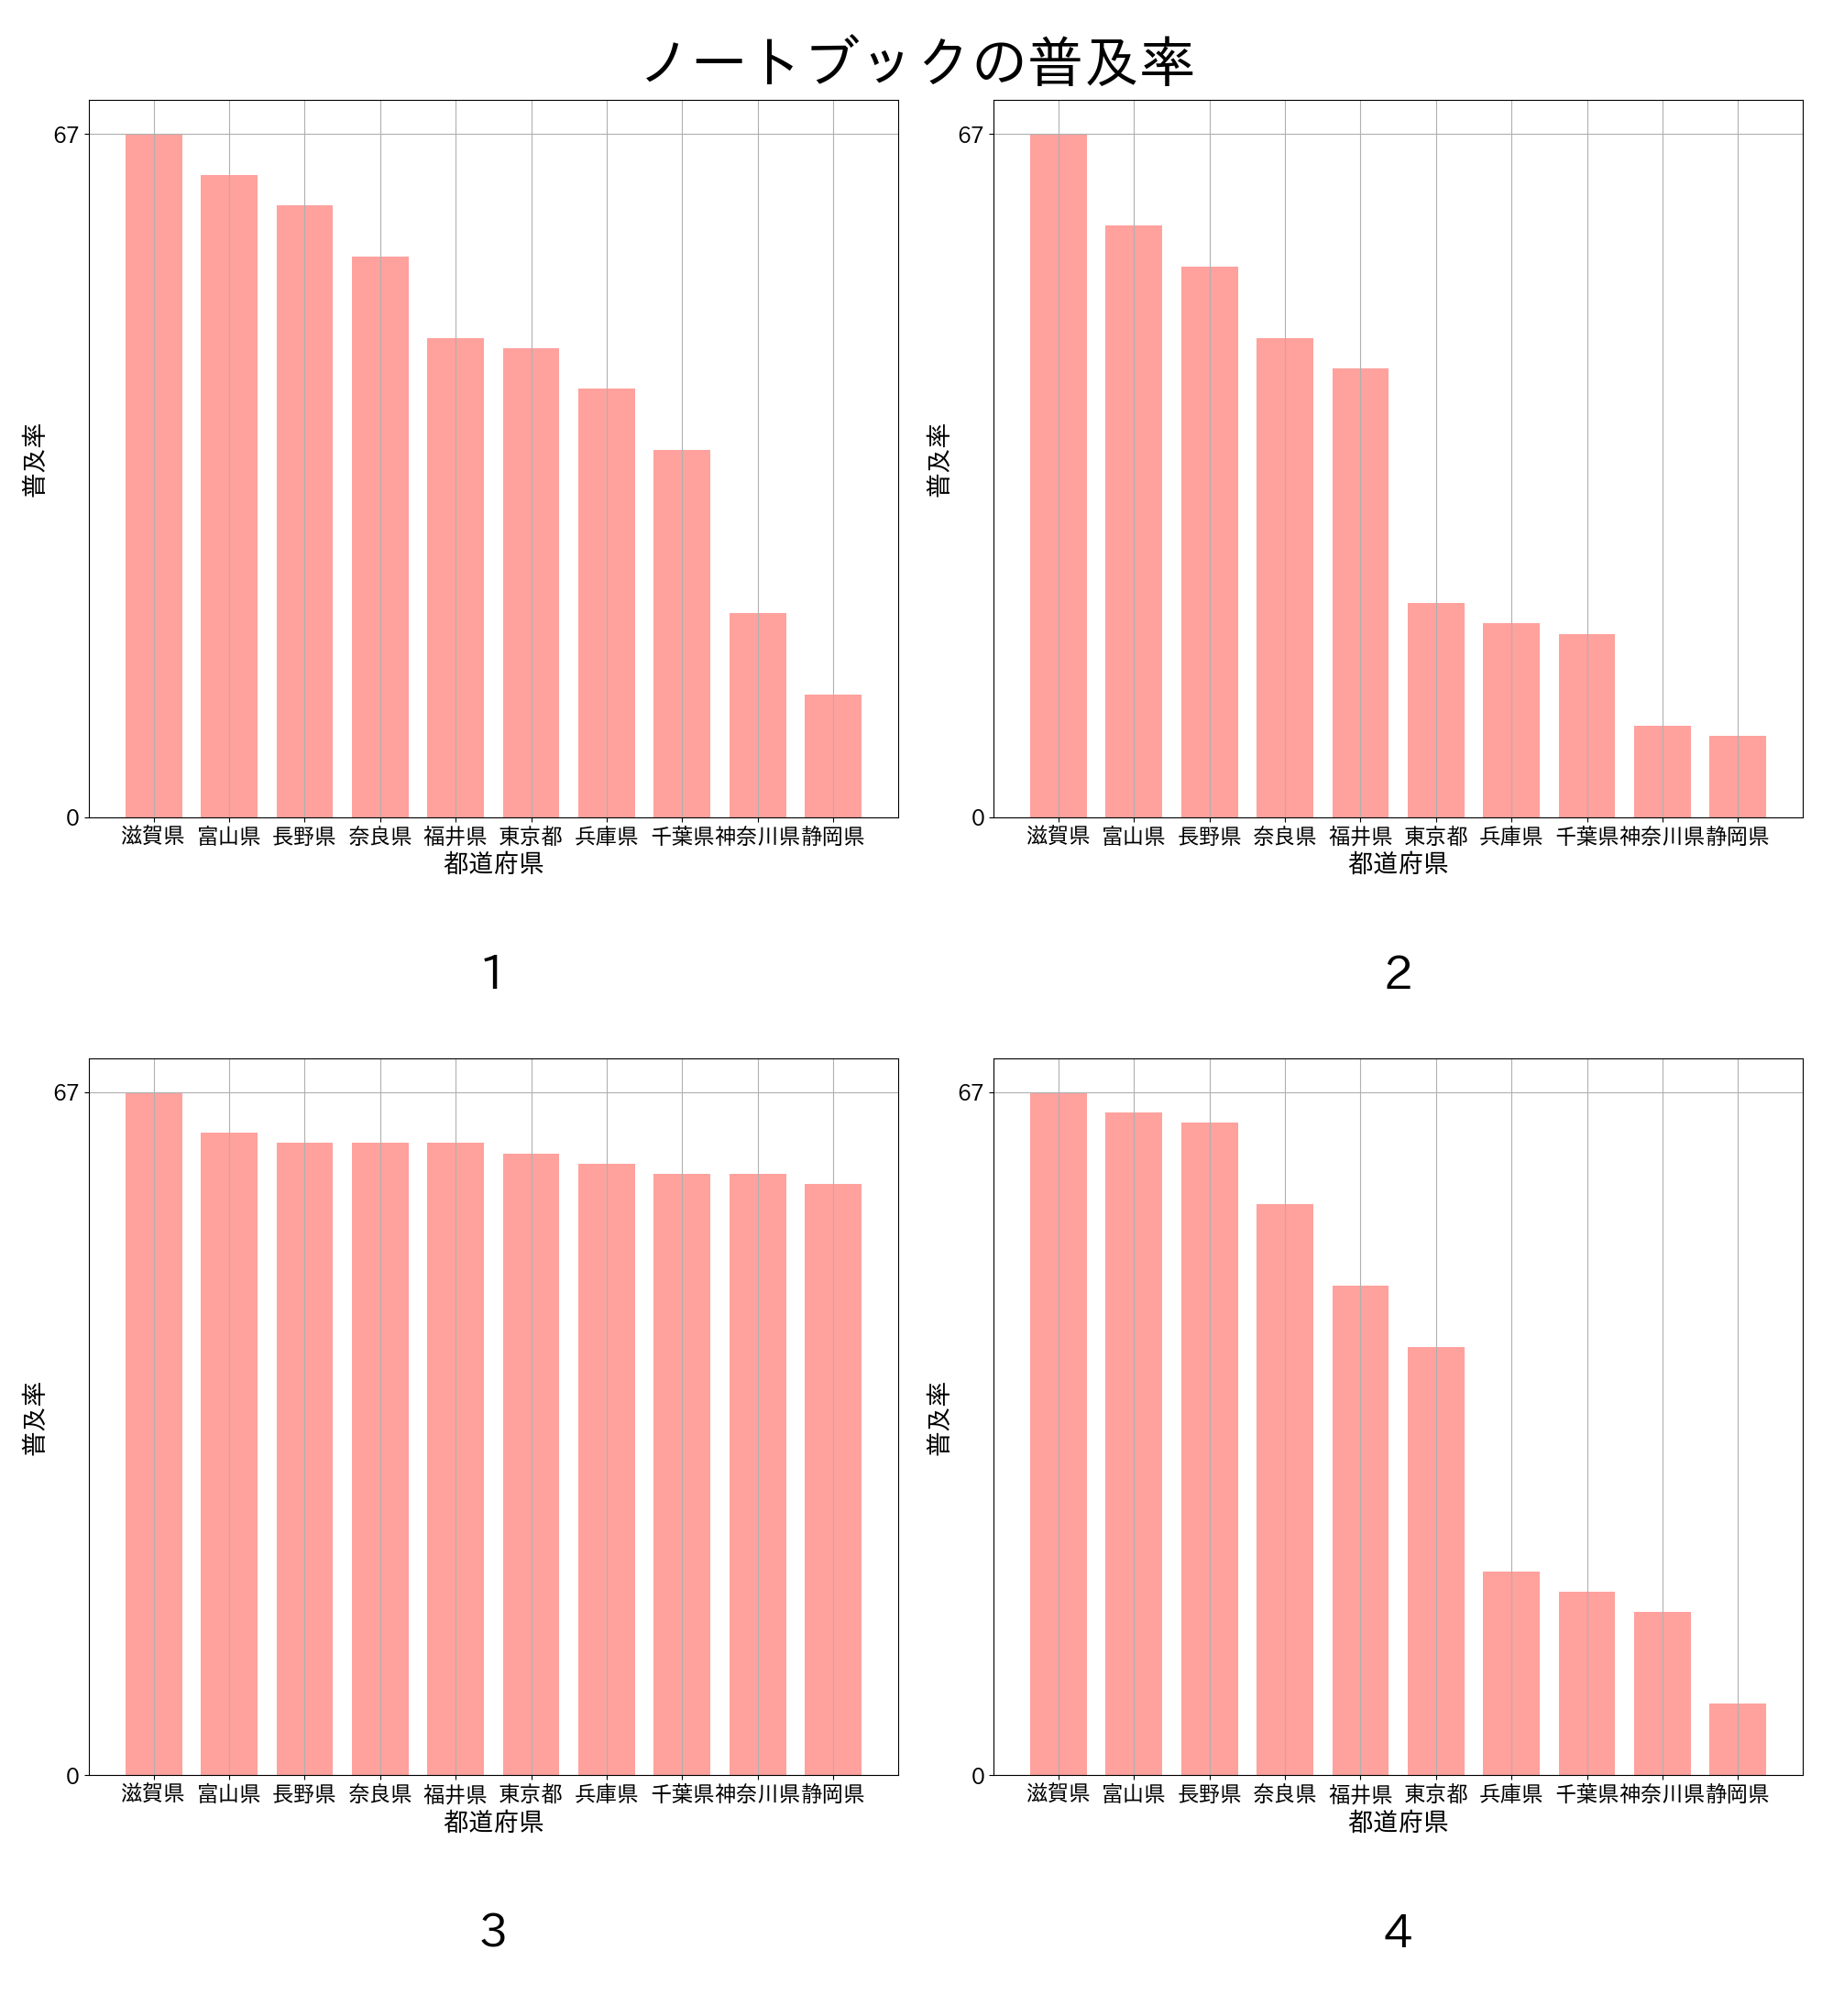 ノートブックの普及率
67
0
普及率
滋賀県 富山県 長野県 奈良県 福井県 東京都 兵庫県 千葉県 神奈川県 静岡県
都道府県
1
67
0
普及率
滋賀県 富山県 長野県 奈良県 福井県 東京都 兵庫県 千葉県 神奈川県 静岡県
都道府県
2
67
0
普及率
滋賀県 富山県 長野県 奈良県 福井県 東京都 兵庫県 千葉県 神奈川県 静岡県
都道府県
3
67
0
普及率
滋賀県 富山県 長野県 奈良県 福井県 東京都 兵庫県 千葉県 神奈川県 静岡県
都道府県
4